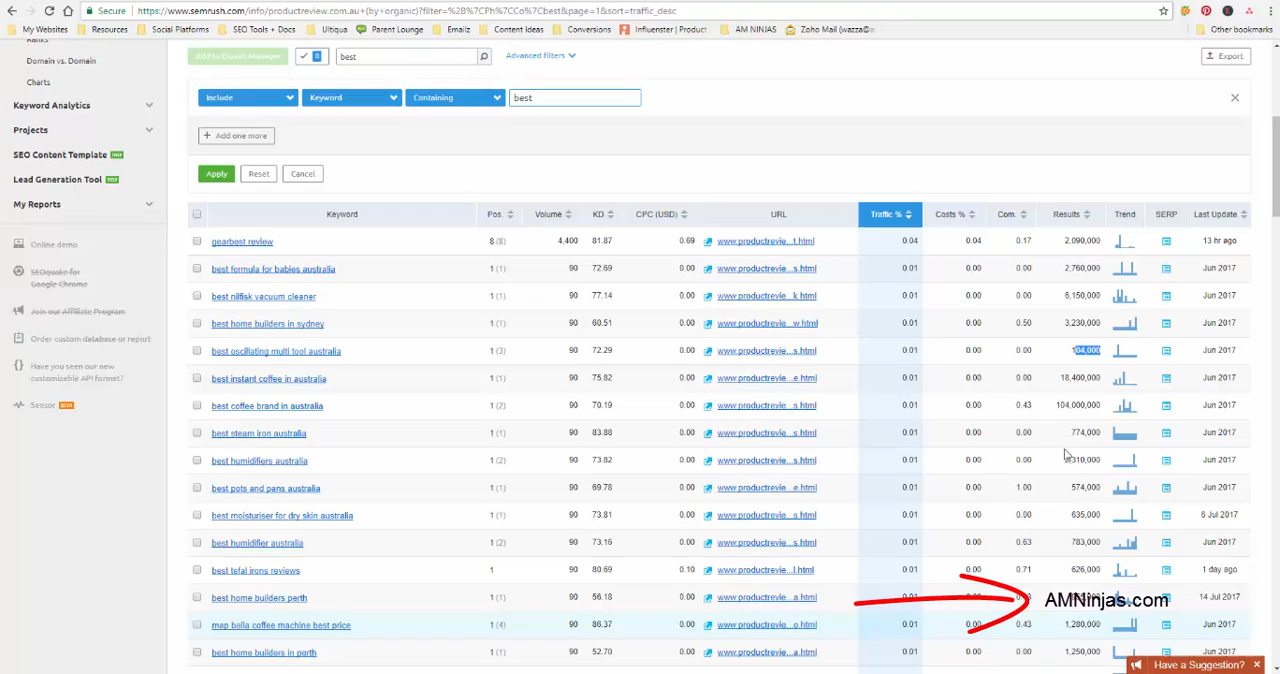 Secure https://www.semrush.com/info/productreview.com.au+(by+organic)?filter=%2B%7CPh%7CCo%7Cbest&page=1&sort=traffic_desc
My Websites Resources Social Platforms SEO Tools + Docs Ultiqua Parent Lounge Emailz Content Ideas Conversions Influenster | Product AM NINJAS Zoho Mail (wazza@a Other bookmarks
Ranks
Domain vs. Domain
Charts
Keyword Analytics
Projects
SEO Content Template
Lead Generation Tool
My Reports
Online demo
SEOquake for
Google Chrome
Join our Affiliate Program
Order custom database or report
Have you seen our new
customizable API format?
Sensor BETA
Add to Export Manager 0 best Advanced filters Export
Include Keyword Containing best
Add one more
Apply Reset Cancel
Keyword Pos. Volume KD CPC (USD) URL Traffic % Costs % Com. Results Trend SERP Last Update
gearbest review 8 (8) 4,400 81.87 0.69 www.productrevie...t.html 0.04 0.04 0.17 2,090,000 13 hr ago
best formula for babies australia 1 (1) 90 72.69 0.00 www.productrevie...s.html 0.01 0.00 0.00 2,760,000 Jun 2017
best nilfisk vacuum cleaner 1 (1) 90 77.14 0.00 www.productrevie...k.html 0.01 0.00 0.00 6,150,000 Jun 2017
best home builders in sydney 1 (1) 90 60.51 0.00 www.productrevie...w.html 0.01 0.00 0.50 3,230,000 Jun 2017
best oscillating multi tool australia 1 (3) 90 72.29 0.00 www.productrevie...s.html 0.01 0.00 0.00 104,000 Jun 2017
best instant coffee in australia 1 (1) 90 75.82 0.00 www.productrevie...e.html 0.01 0.00 0.00 18,400,000 Jun 2017
best coffee brand in australia 1 (2) 90 70.19 0.00 www.productrevie...s.html 0.01 0.00 0.43 104,000,000 Jun 2017
best steam iron australia 1 (1) 90 83.88 0.00 www.productrevie...s.html 0.01 0.00 0.00 774,000 Jun 2017
best humidifiers australia 1 (1) 90 73.82 0.00 www.productrevie...s.html 0.01 0.00 0.00 310,000 Jun 2017
best pots and pans australia 1 (1) 90 69.78 0.00 www.productrevie...e.html 0.01 0.00 1.00 574,000 Jun 2017
best moisturiser for dry skin australia 1 (1) 90 73.81 0.00 www.productrevie...s.html 0.01 0.00 0.00 635,000 6 Jul 2017
best humidifier australia 1 (2) 90 73.16 0.00 www.productrevie...s.html 0.01 0.00 0.63 783,000 Jun 2017
best tefal irons reviews 1 90 80.69 0.10 www.productrevie...l.html 0.01 0.00 0.71 626,000 1 day ago
best home builders perth 1 (1) 90 56.18 0.00 www.productrevie...a.html 0.01 14 Jul 2017
AMNinjas.com
map bella coffee machine best price 1 (4) 90 86.37 0.00 www.productrevie...o.html 0.01 0.00 0.43 1,280,000 Jun 2017
best home builders in perth 1 (1) 90 52.70 0.00 www.productrevie...a.html 0.01 0.00 0.00 1,250,000 Jun 2017
Have a Suggestion?